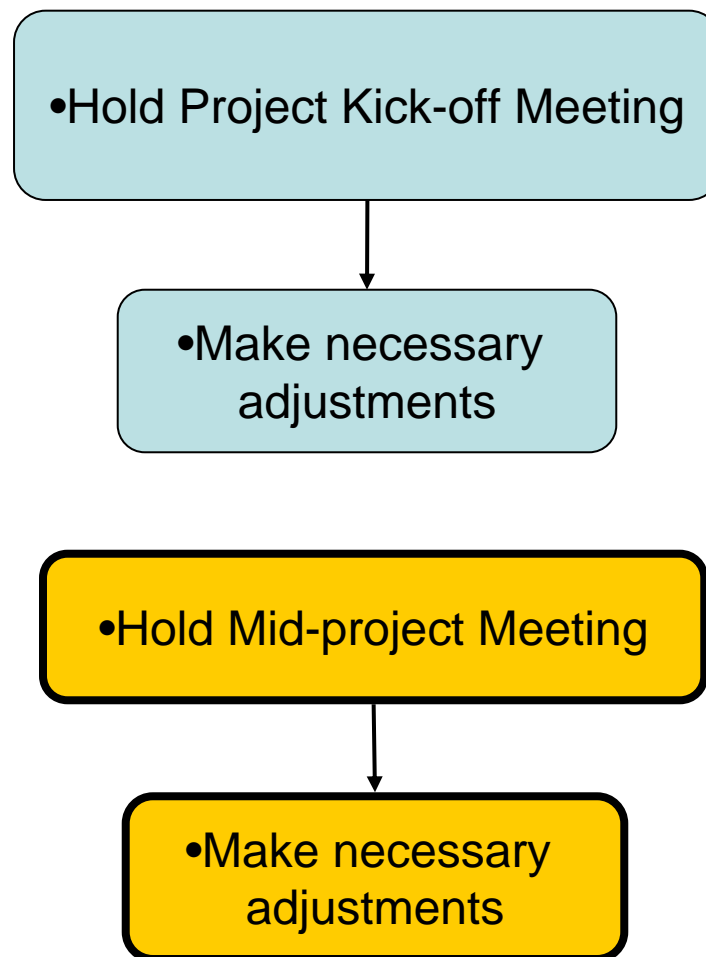 •Hold Project Kick-off Meeting
•Make necessary
adjustments
•Hold Mid-project Meeting
•Make necessary
adjustments